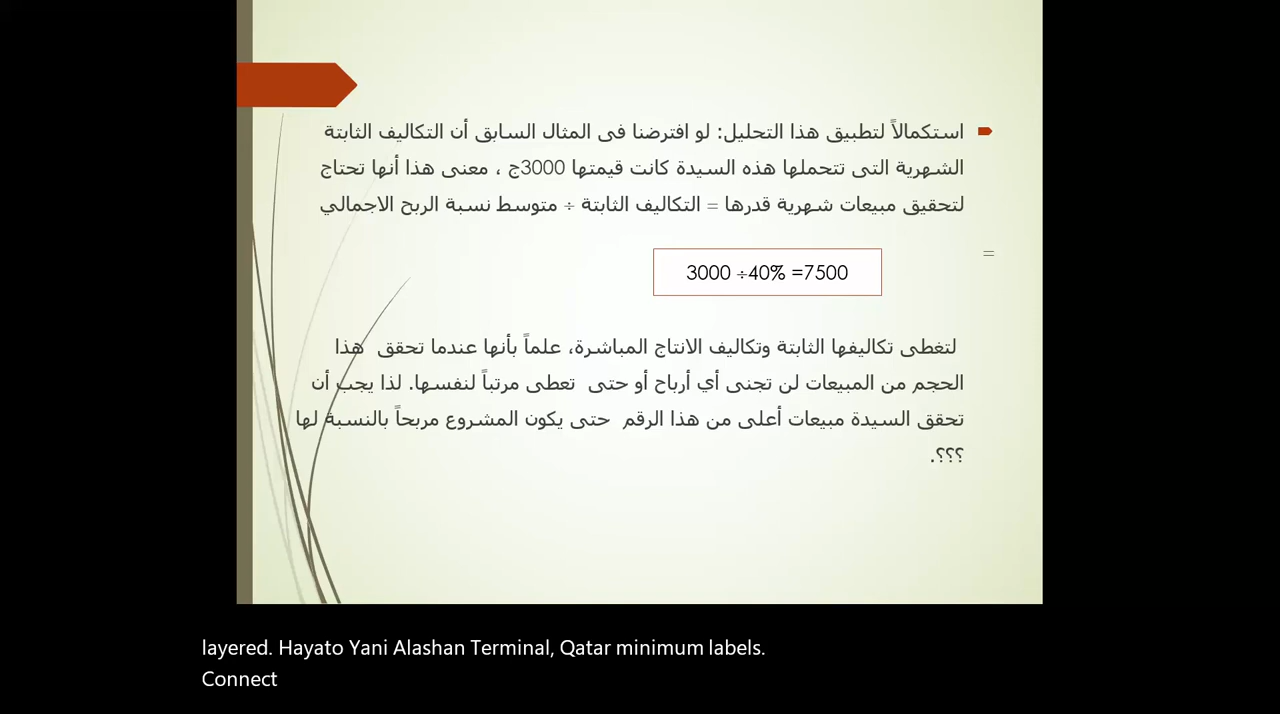 استكمالاً لتطبيق هذا التحليل: لو افترضنا فى المثال السابق أن التكاليف الثابتة
الشهرية التى تتحملها هذه السيدة كانت قيمتها 3000ج ، معنى هذا أنها تحتاج
لتحقيق مبيعات شهرية قدرها = التكاليف الثابتة ÷ متوسط نسبة الربح الاجمالي
=
3000 ÷40% =7500
لتغطى تكاليفها الثابتة وتكاليف الانتاج المباشرة، علماً بأنها عندما تحقق هذا
الحجم من المبيعات لن تجنى أي أرباح أو حتى تعطى مرتباً لنفسها. لذا يجب أن
تحقق السيدة مبيعات أعلى من هذا الرقم حتى يكون المشروع مربحاً بالنسبة لها
؟؟؟.
layered. Hayato Yani Alashan Terminal, Qatar minimum labels.
Connect